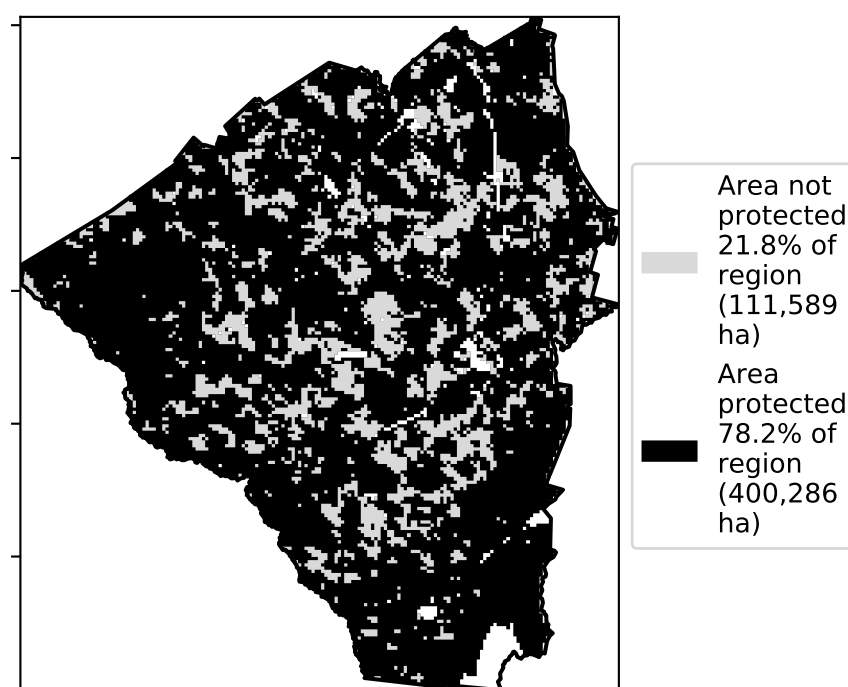 Area not
protected
21.8% of
region
(111,589
ha)
Area
protected
78.2% of
region
(400,286
ha)